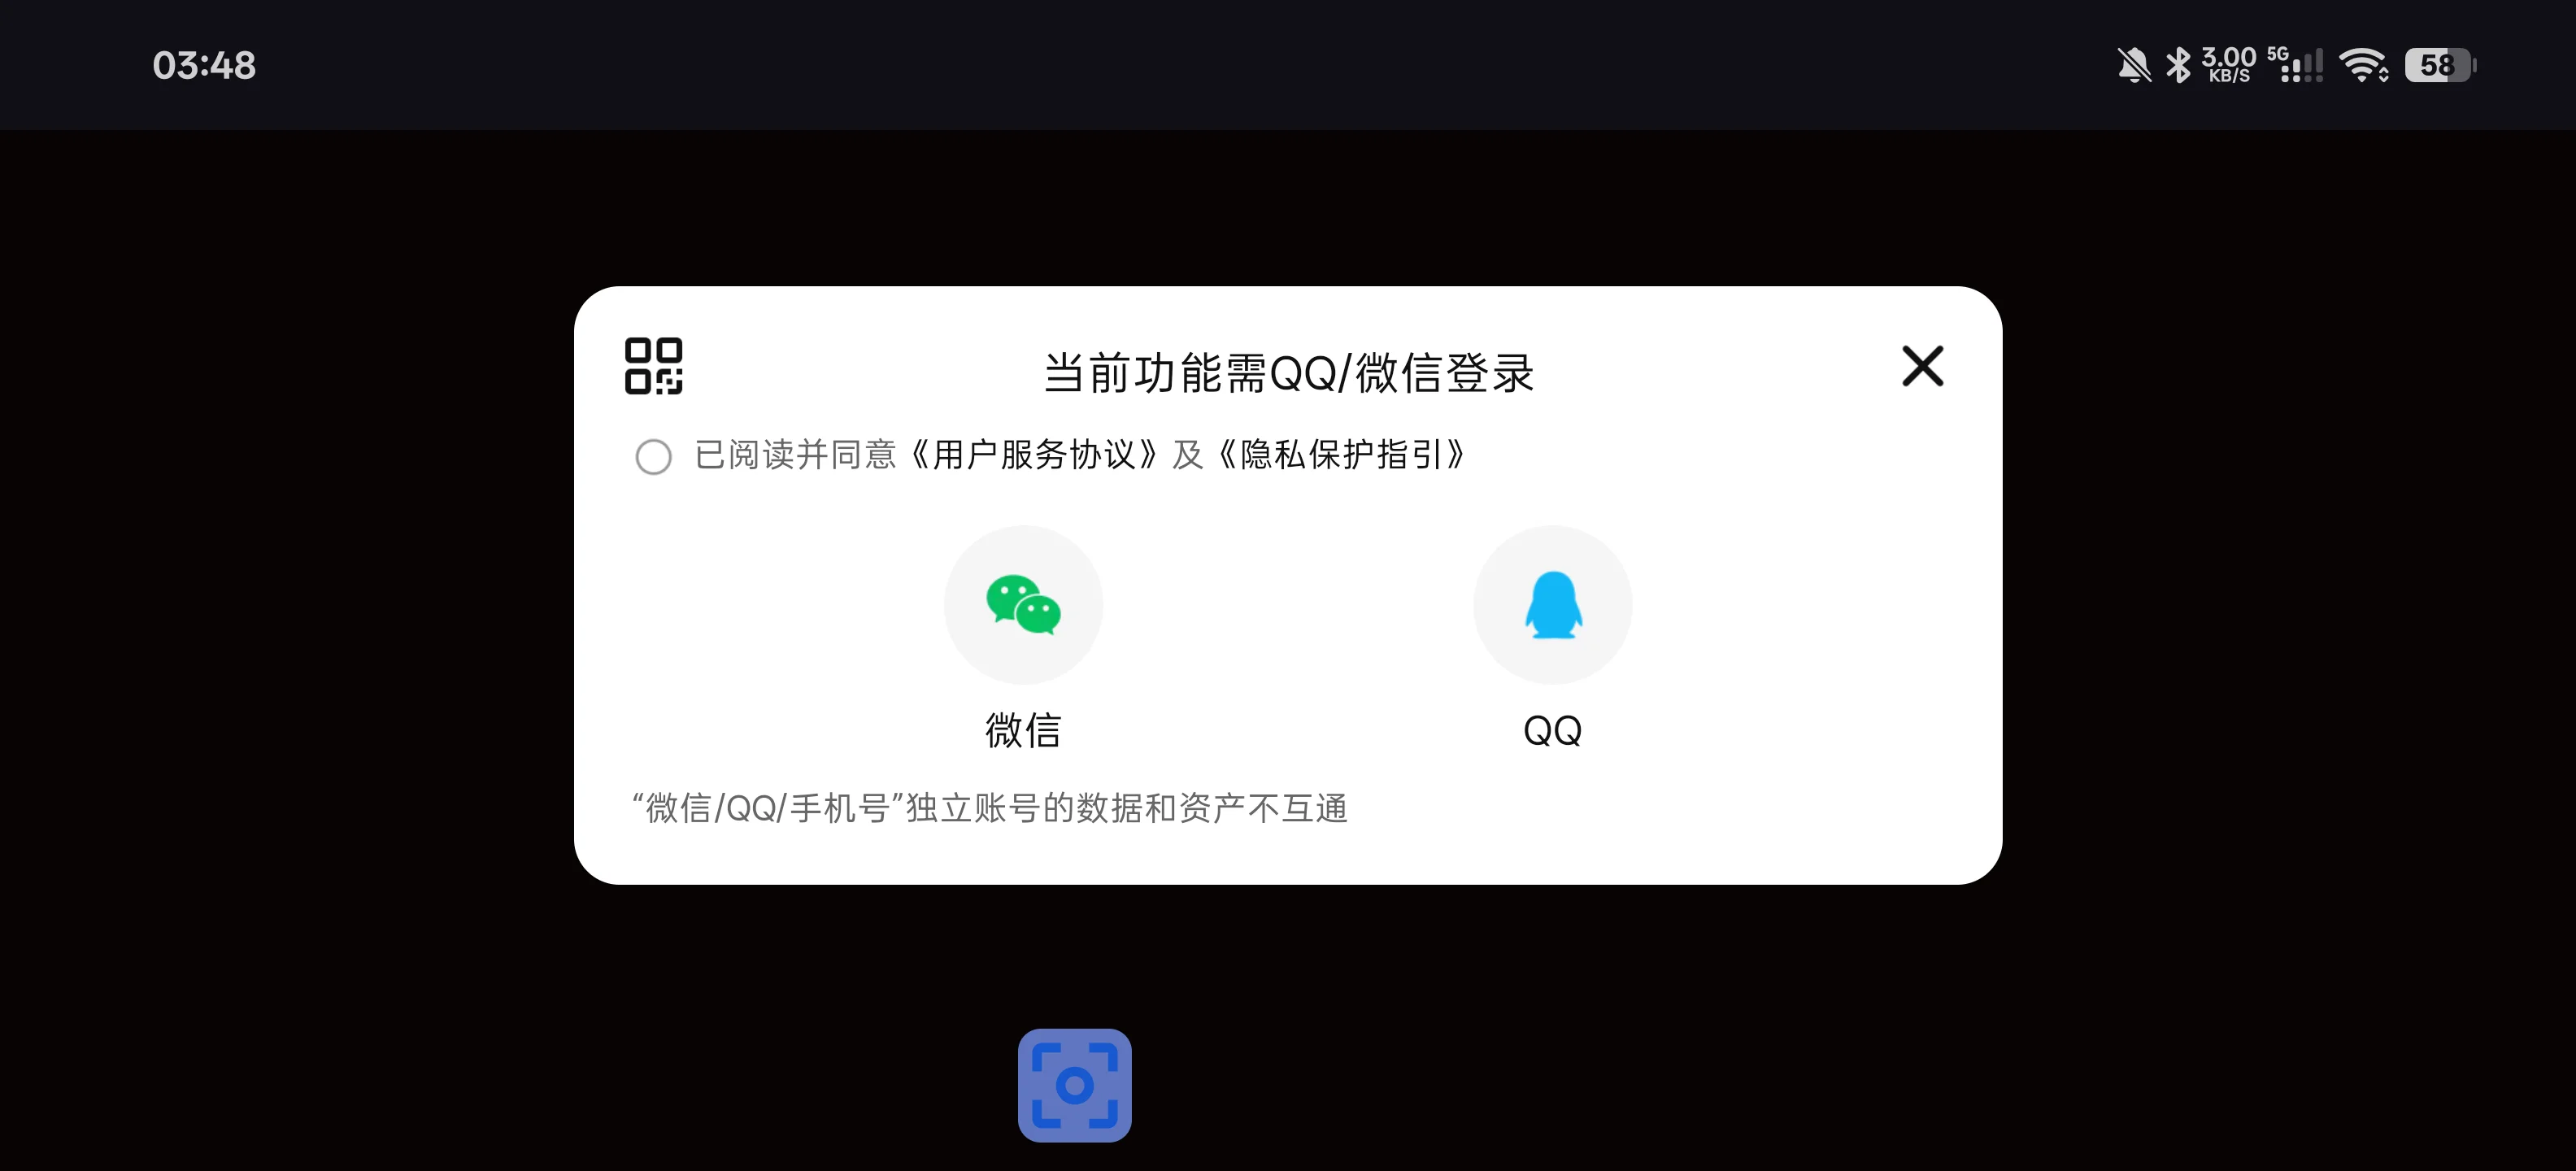 03:48
3.00 KB/S 5G 58
当前功能需QQ/微信登录
已阅读并同意《用户服务协议》及《隐私保护指引》
微信 QQ
“微信/QQ/手机号”独立账号的数据和资产不互通